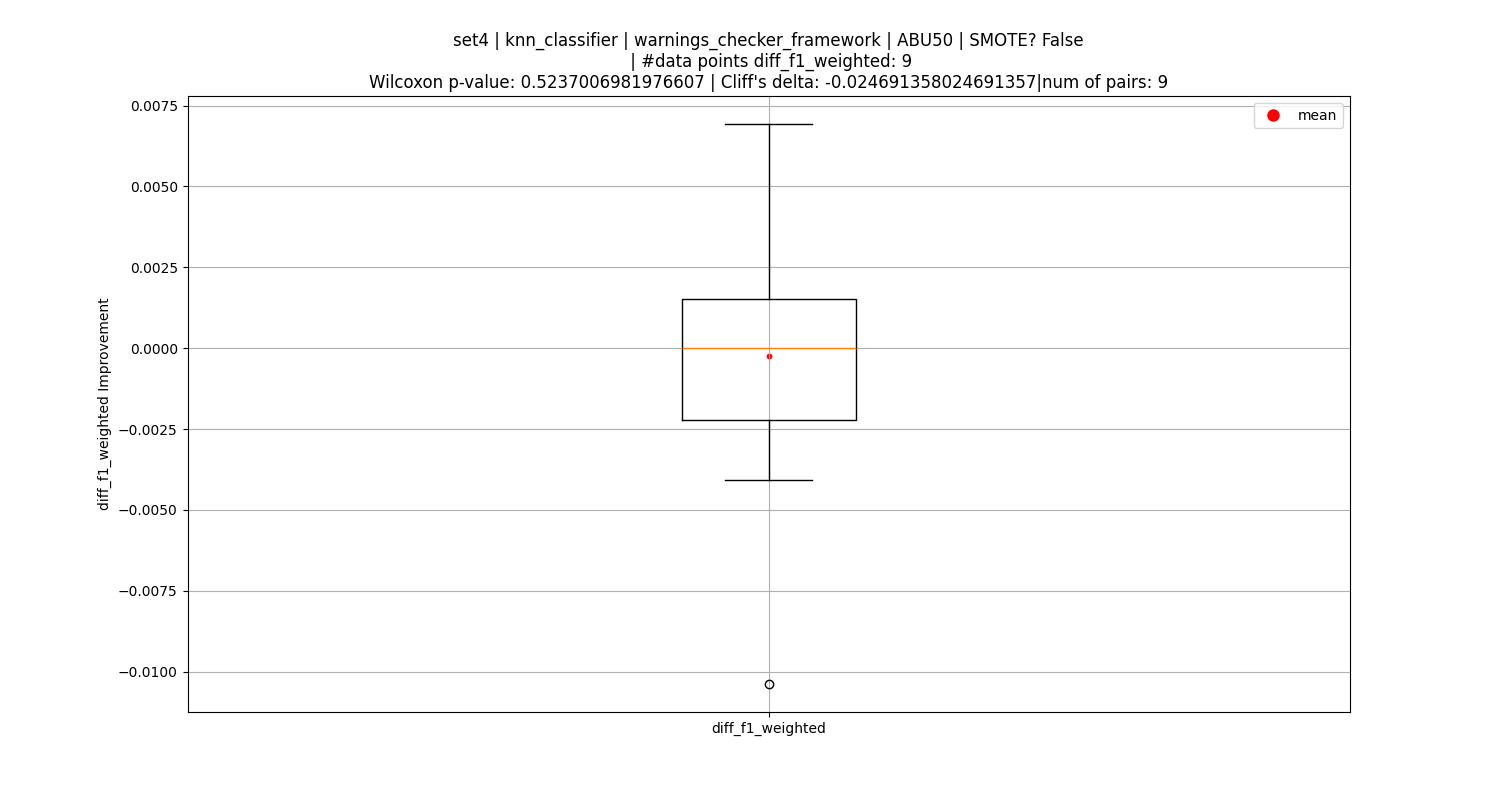 set4 | knn_classifier | warnings_checker_framework | ABU50 | SMOTE? False
| #data points diff_f1_weighted: 9
Wilcoxon p-value: 0.5237006981976607 | Cliff's delta: -0.024691358024691357|num of pairs: 9
mean
0.0075
0.0050
0.0025
0.0000
−0.0025
−0.0050
−0.0075
−0.0100
diff_f1_weighted Improvement
diff_f1_weighted